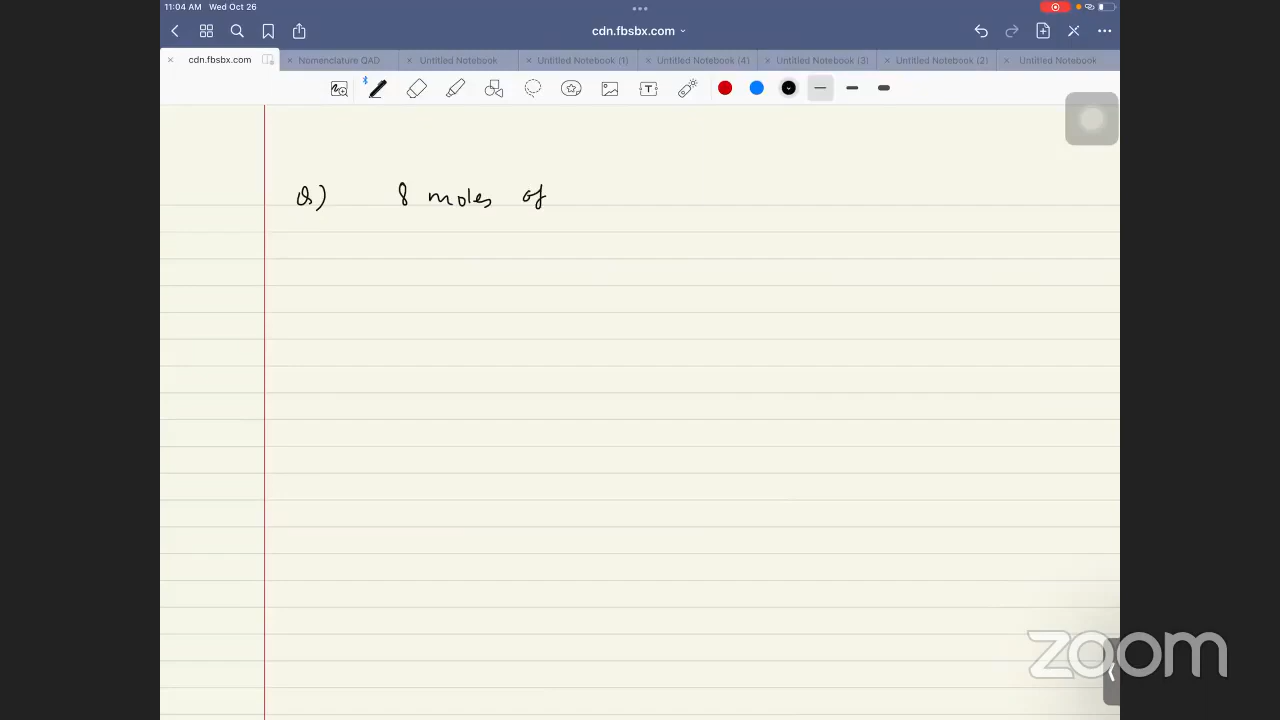 11:04 AM Wed Oct 26
cdn.fbsbx.com
cdn.fbsbx.com Nomenclature QAD Untitled Notebook Untitled Notebook (1) Untitled Notebook (4) Untitled Notebook (3) Untitled Notebook (2) Untitled Notebook
T
Q) 8 moles of
zoom